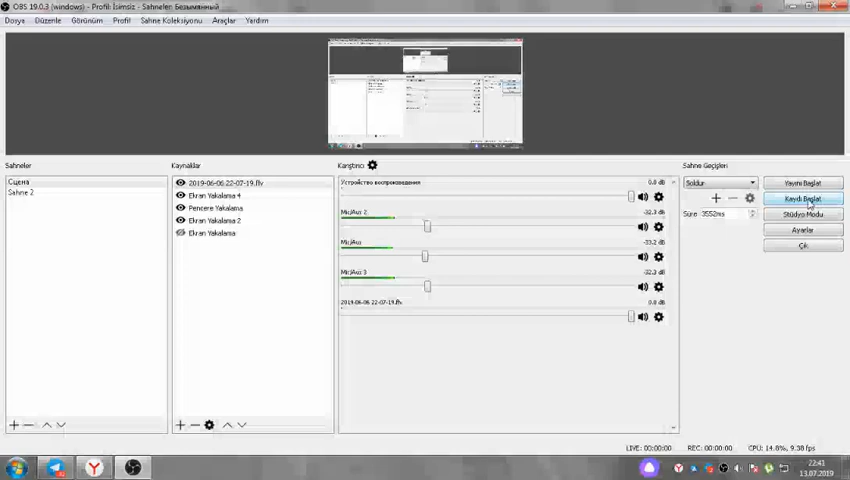 OBS 19.0.3 (windows) - Profil: İsimsiz - Sahneler: Безымянный
Dosya Düzenle Görünüm Profil Sahne Koleksiyonu Araçlar Yardım
Sahneler
Сцена
Sahne 2
Kaynaklar
2019-06-06 22-07-19.flv
Ekran Yakalama 4
Pencere Yakalama
Ekran Yakalama 2
Ekran Yakalama
Karıştırıcı
Устройство воспроизведения 0.0 dB
Mic/Aux 2 -32.3 dB
Mic/Aux -33.2 dB
Mic/Aux 3 -32.3 dB
2019-06-06 22-07-19.flv 0.0 dB
Sahne Geçişleri
Soldur
Süre 3552ms
Yayını Başlat
Kaydı Başlat
Stüdyo Modu
Ayarlar
Çık
LIVE: 00:00:00 REC: 00:00:00 CPU: 14.8%, 9.38 fps
22:41
13.07.2019